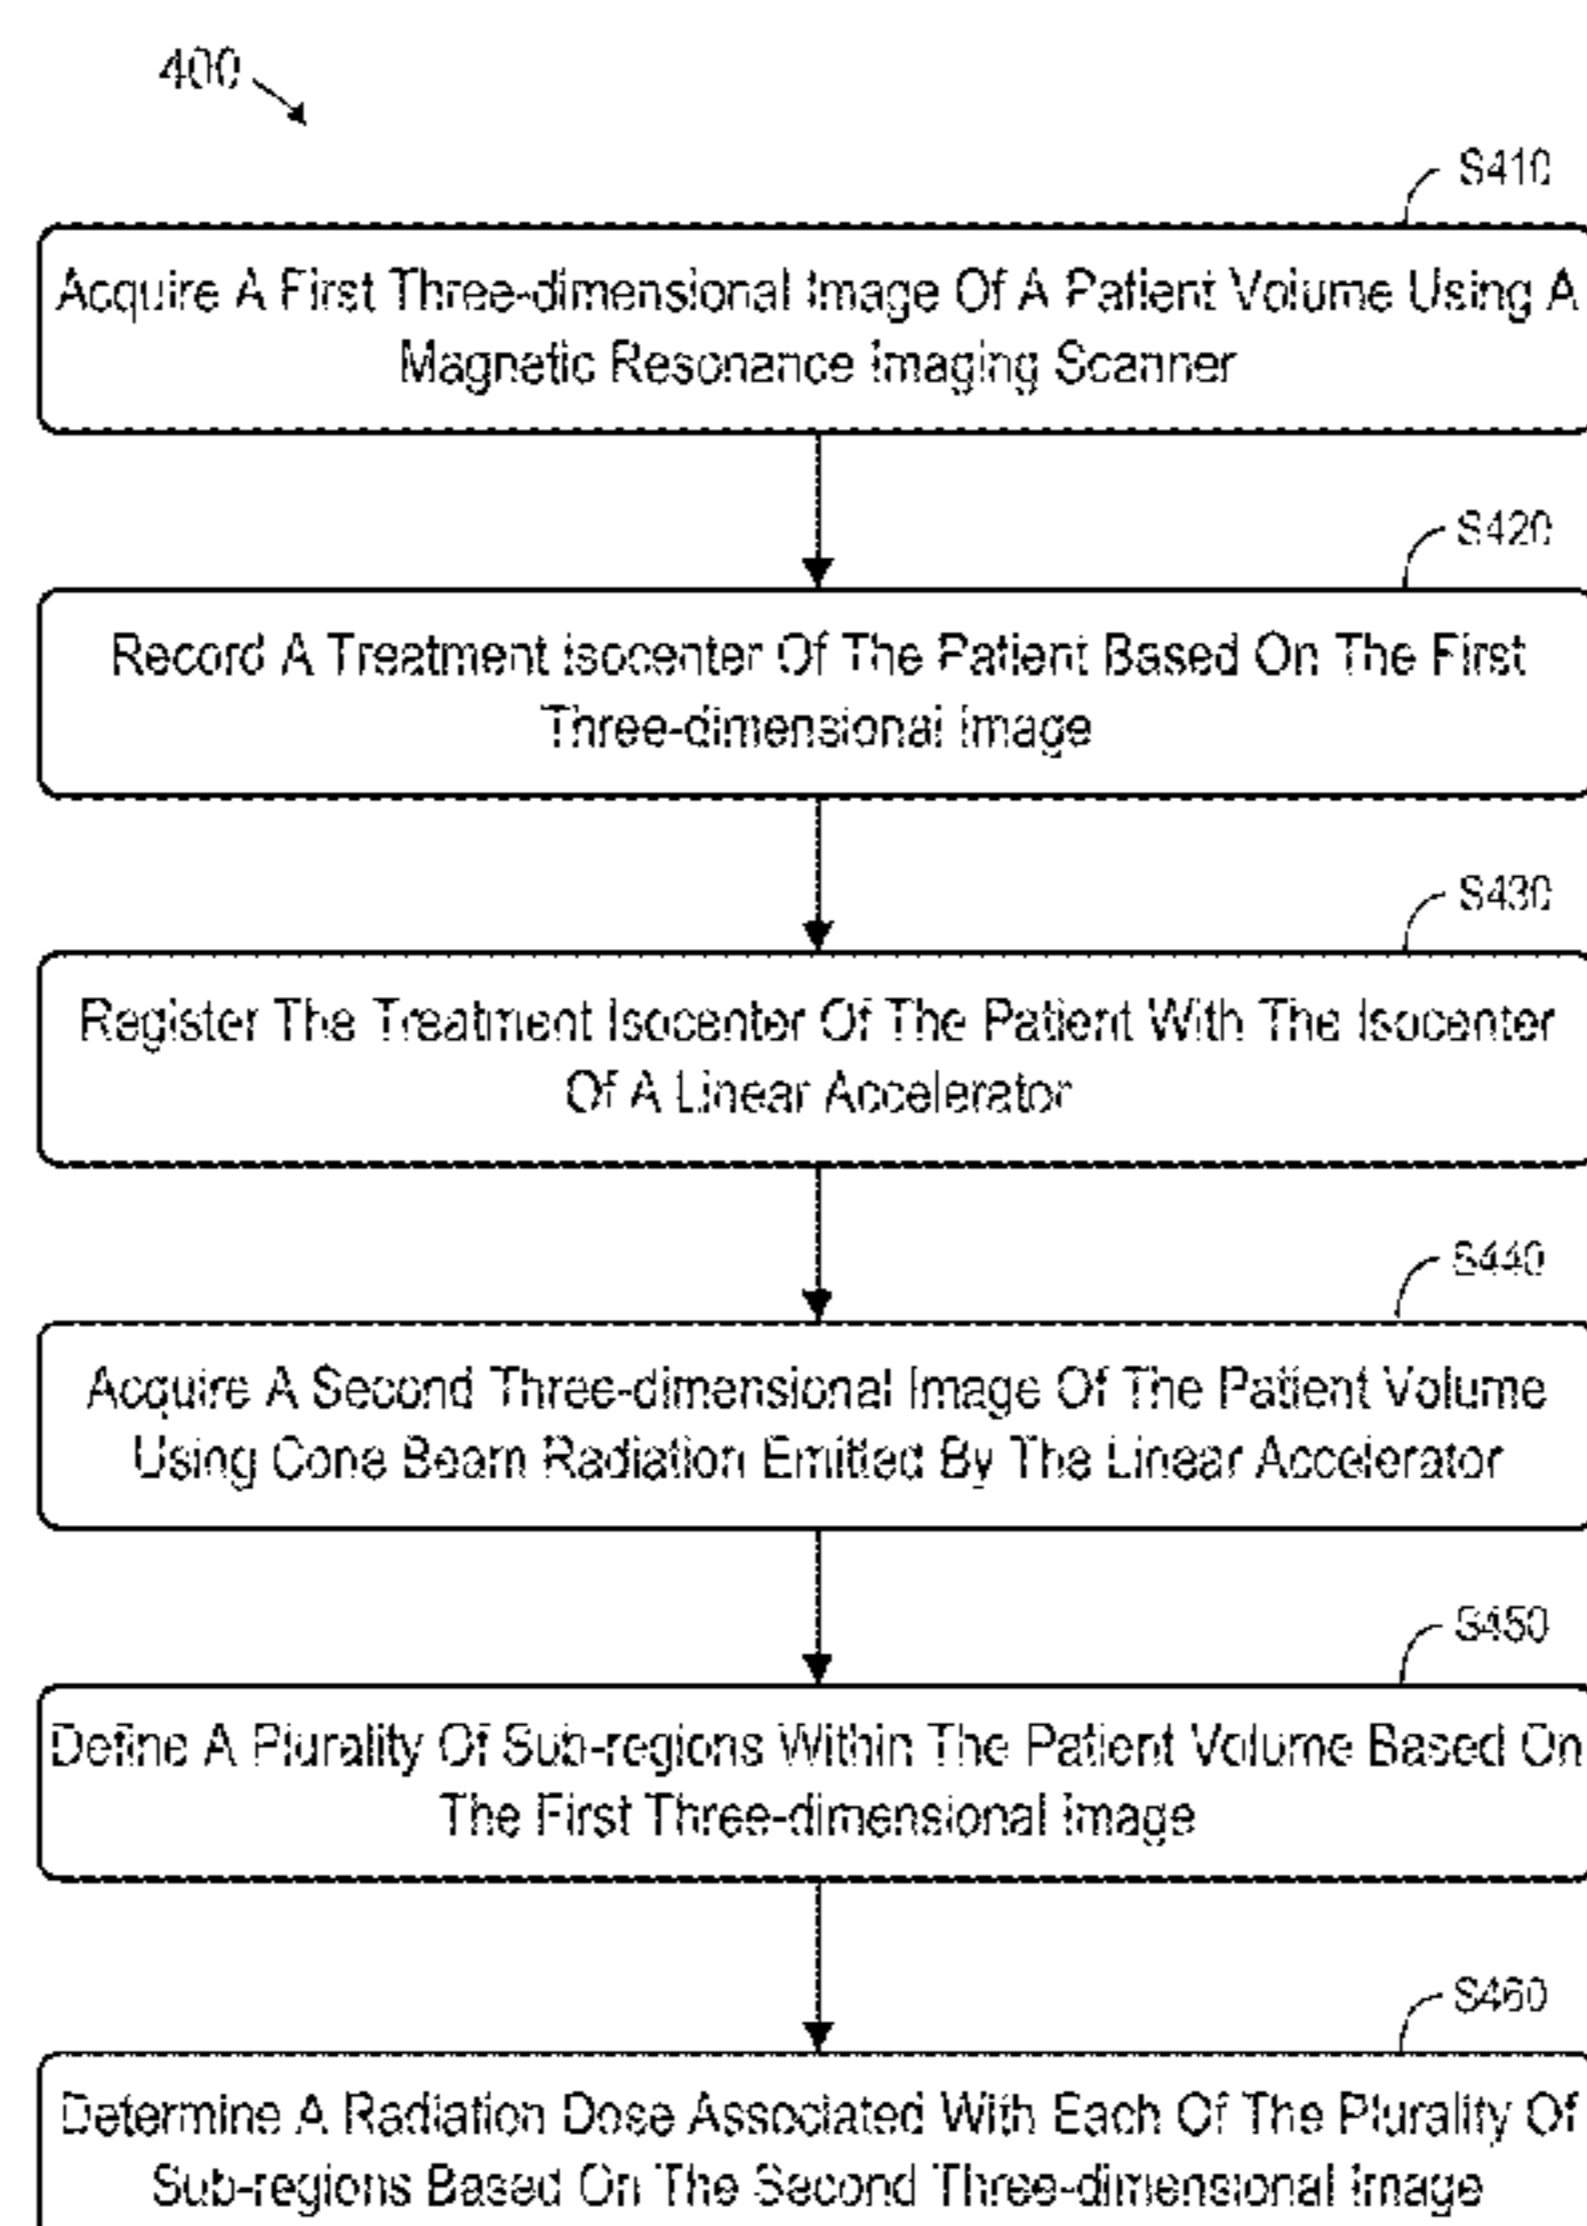 400
S410
Acquire A First Three-dimensional Image Of A Patient Volume Using A
Magnetic Resonance Imaging Scanner
S420
Record A Treatment isocenter Of The Patient Based On The First
Three-dimensional Image
S430
Register The Treatment Isocenter Of The Patient With The Isocenter
Of A Linear Accelerator
S440
Acquire A Second Three-dimensional Image Of The Patient Volume
Using Cone Beam Radiation Emitted By The Linear Accelerator
S450
Define A Plurality Of Sub-regions Within The Patient Volume Based On
The First Three-dimensional Image
S460
Determine A Radiation Dose Associated With Each Of The Plurality Of
Sub-regions Based On The Second Three-dimensional Image